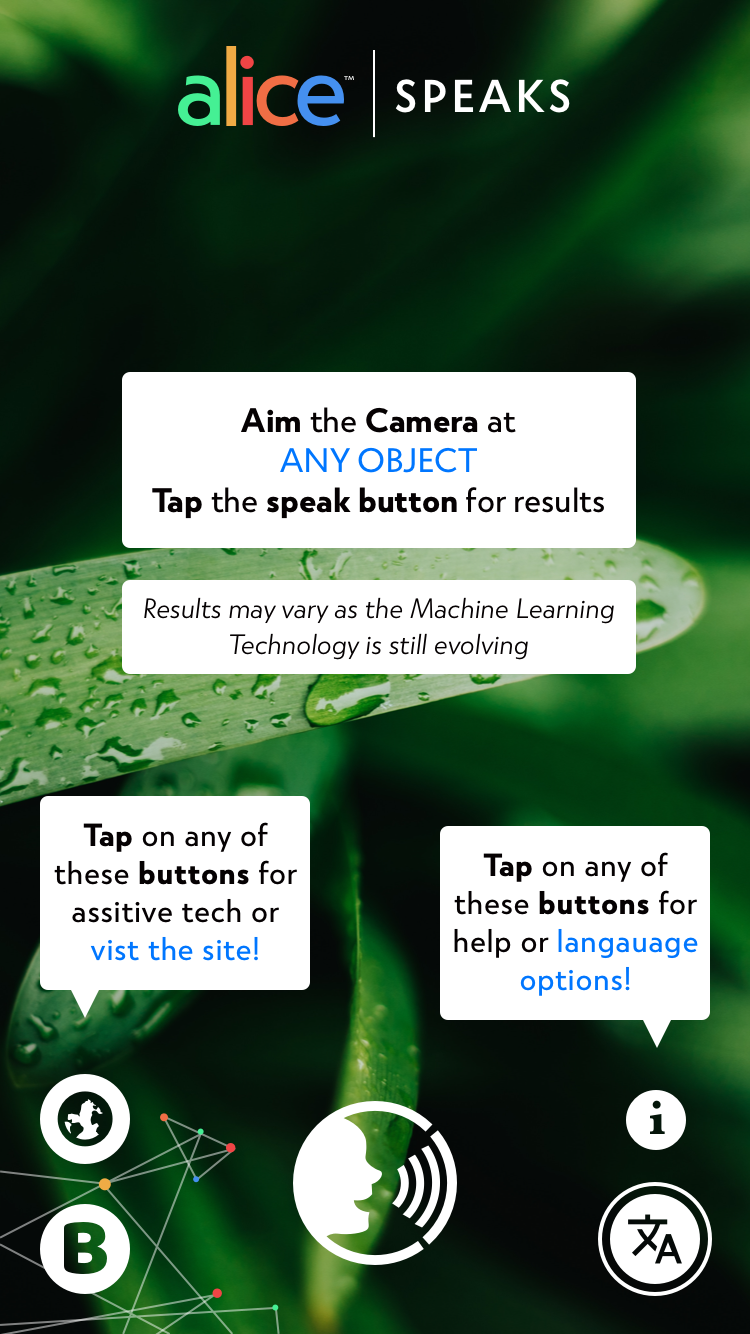 alice™ | SPEAKS
Aim the Camera at
ANY OBJECT
Tap the speak button for results
Results may vary as the Machine Learning
Technology is still evolving
Tap on any of
these buttons for
assitive tech or
vist the site!
Tap on any of
these buttons for
help or langauage
options!
i
B
文A